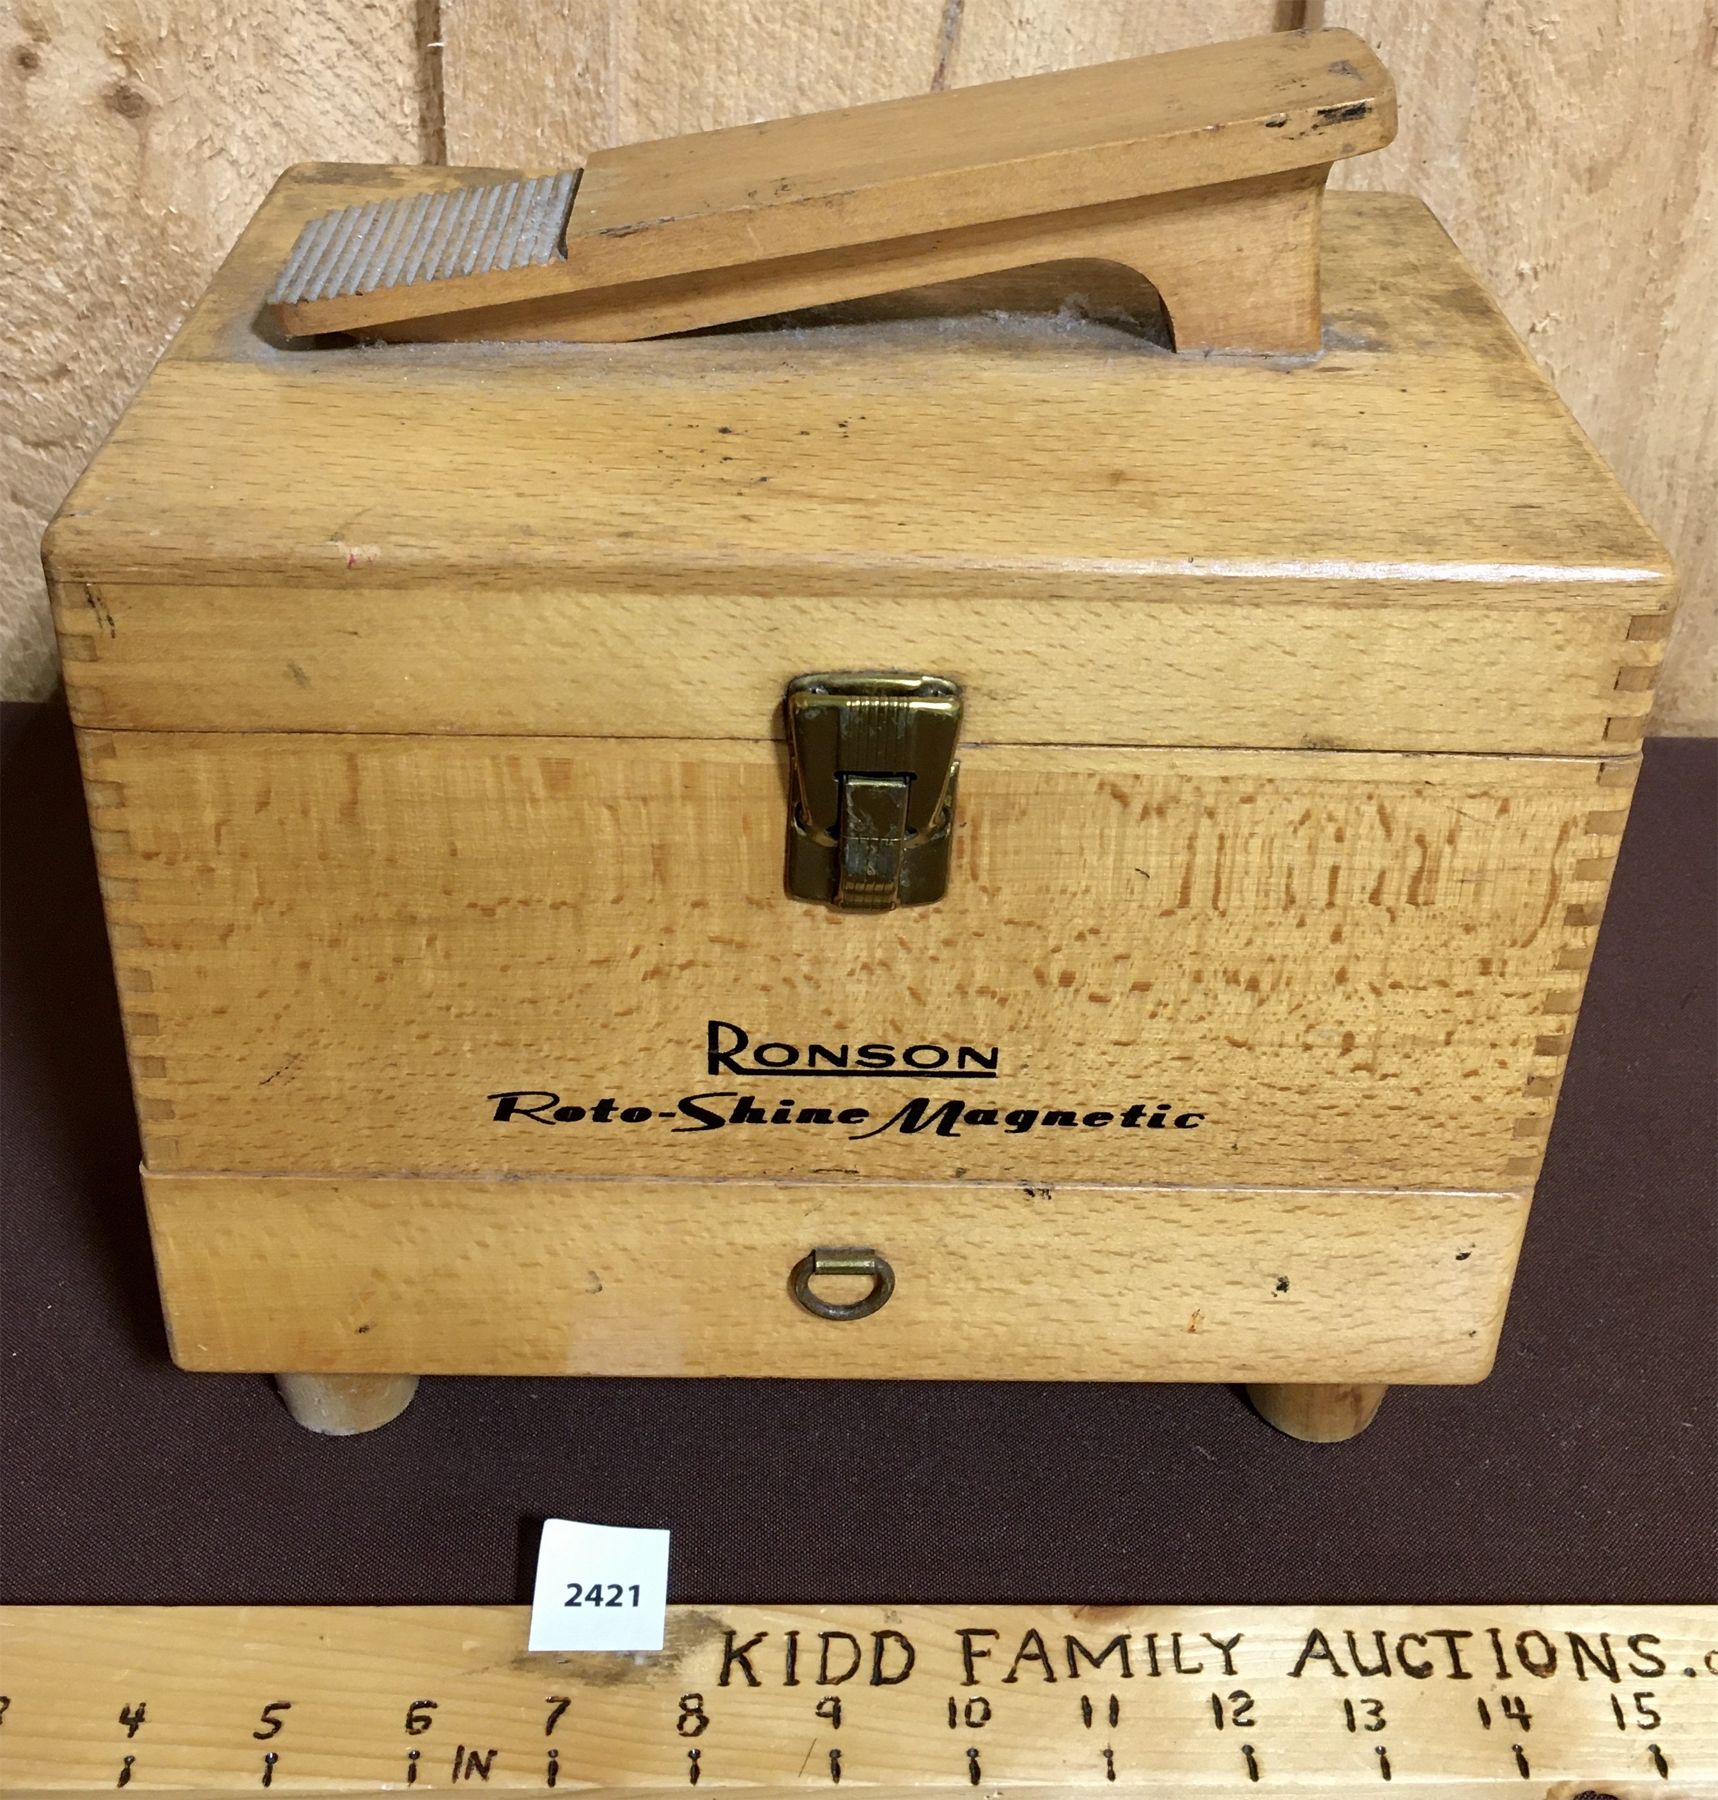 RONSON
Roto-Shine Magnetic
2421
KIDD FAMILY AUCTIONS.
4 5 6 7 8 9 10 11 12 13 14 15
IN